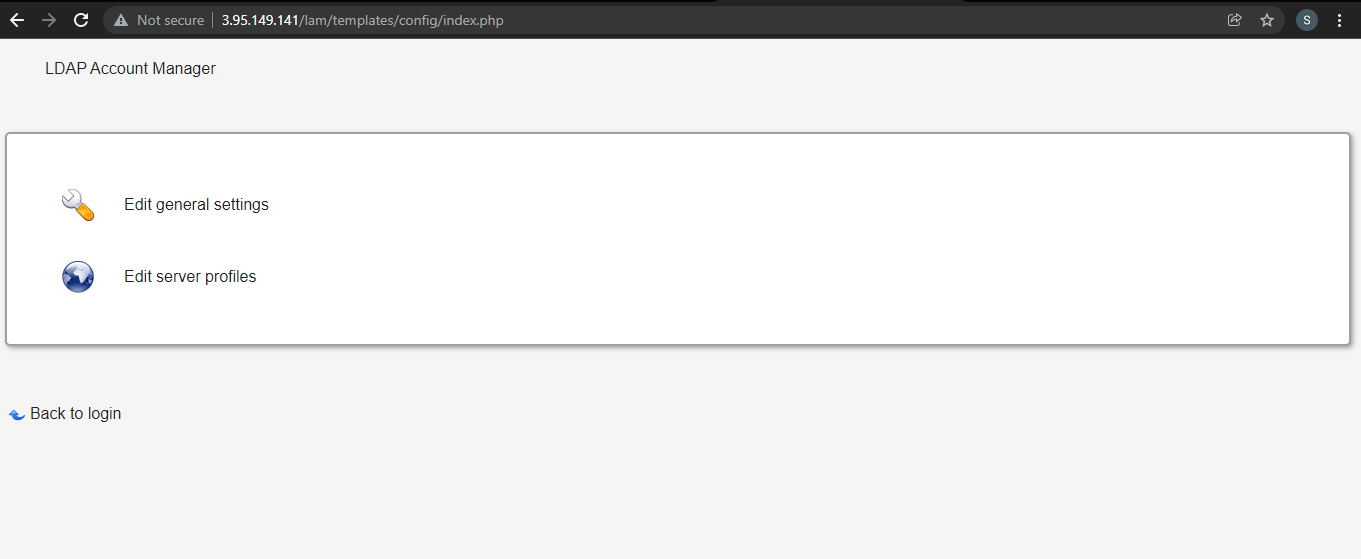 Not secure | 3.95.149.141/lam/templates/config/index.php
S
LDAP Account Manager
Edit general settings
Edit server profiles
Back to login